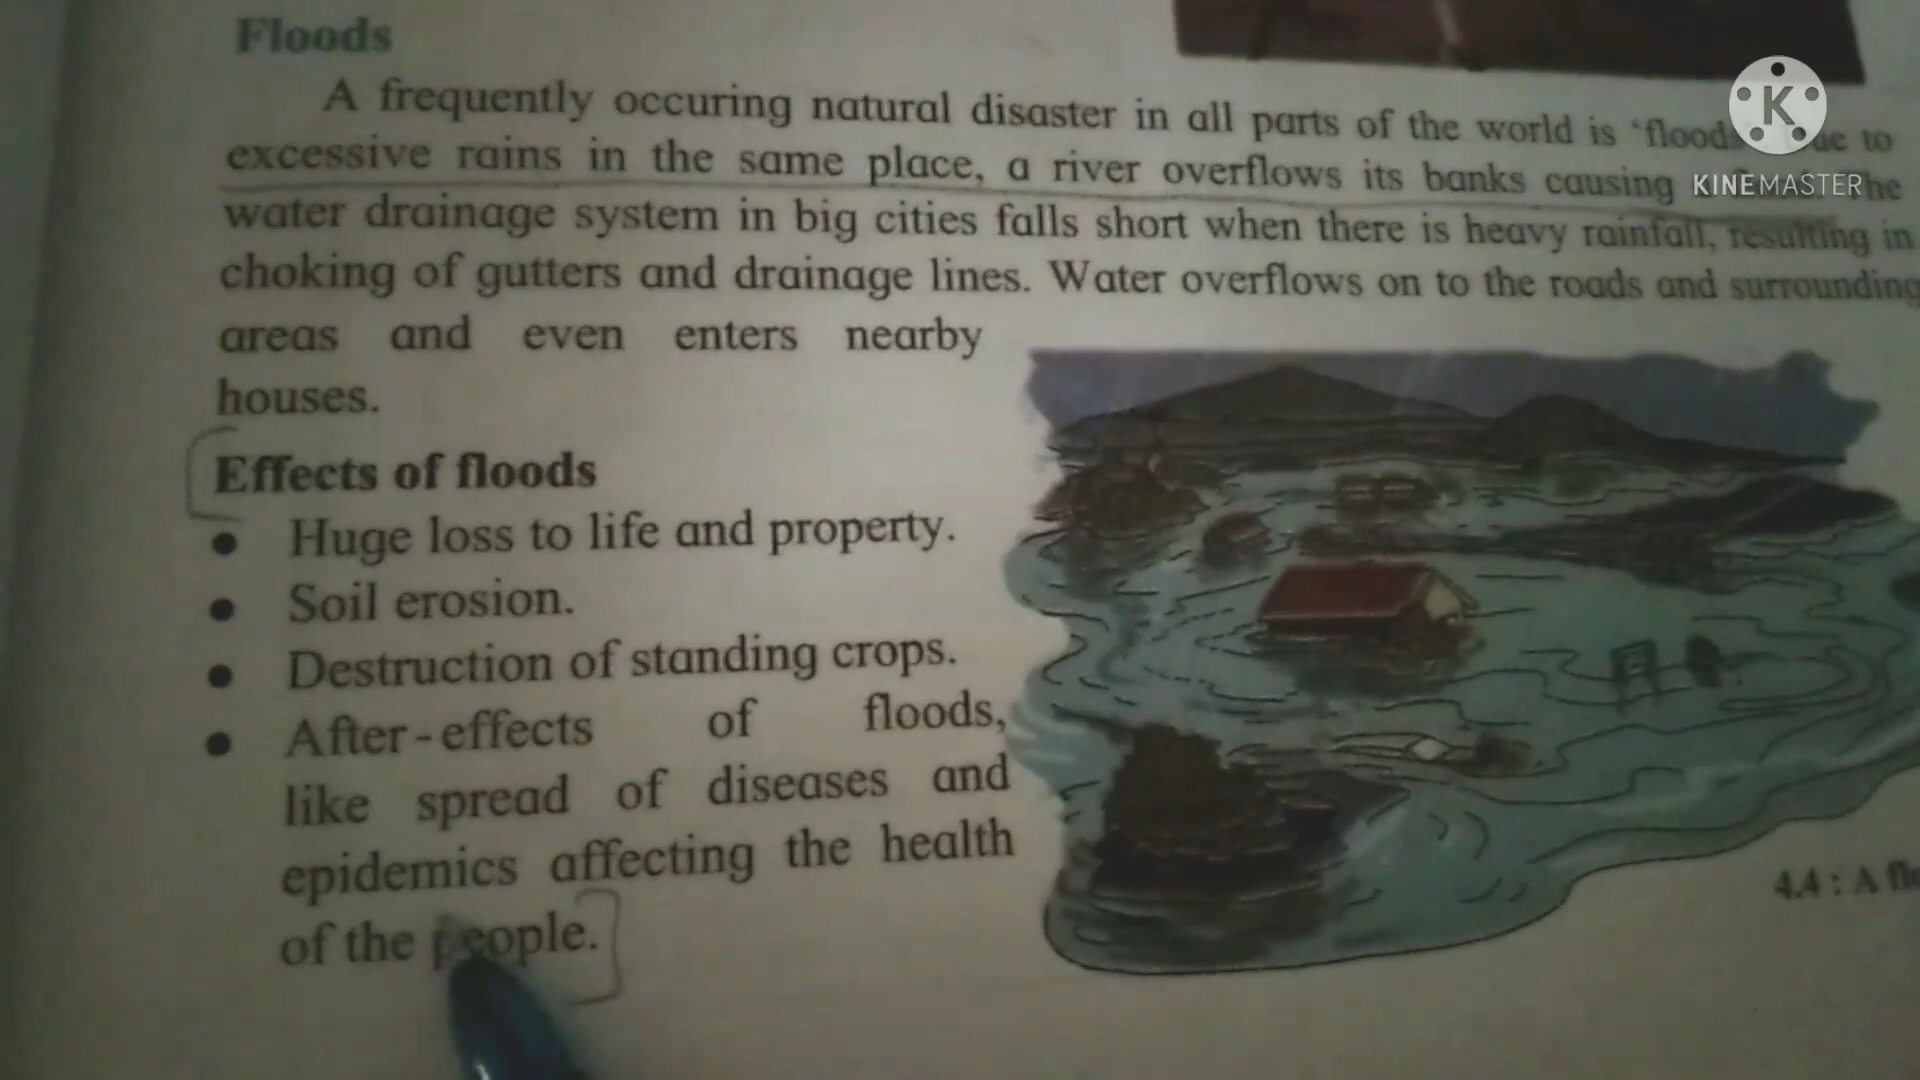 Floods
A frequently occuring natural disaster in all parts of the world is ‘floods to
excessive rains in the same place, a river overflows its banks causing
water drainage system in big cities falls short when there is heavy rainfall, resulting in
choking of gutters and drainage lines. Water overflows on to the roads and surrounding
areas and even enters nearby
houses.
Effects of floods
• Huge loss to life and property.
• Soil erosion.
• Destruction of standing crops.
• After-effects of floods,
like spread of diseases and
epidemics affecting the health
of the people.
4.4 : A
K
KINEMASTER